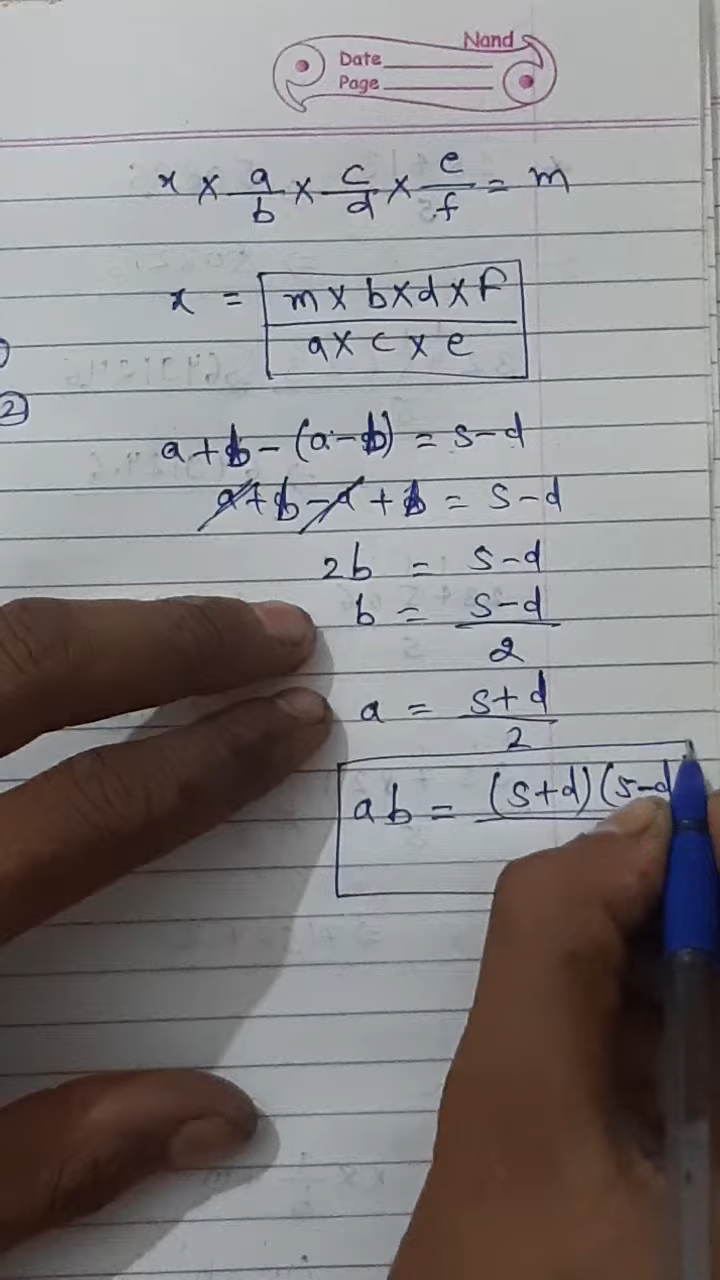 Nand
Date
Page
x × a/b × c/d × e/f = m
x = m × b × d × f / a × c × e
2
a + b - (a - b) = s - d
a + b - a + b = s - d
2b = s - d
b = s - d / 2
a = s + d / 2
ab = (s + d) (s - d